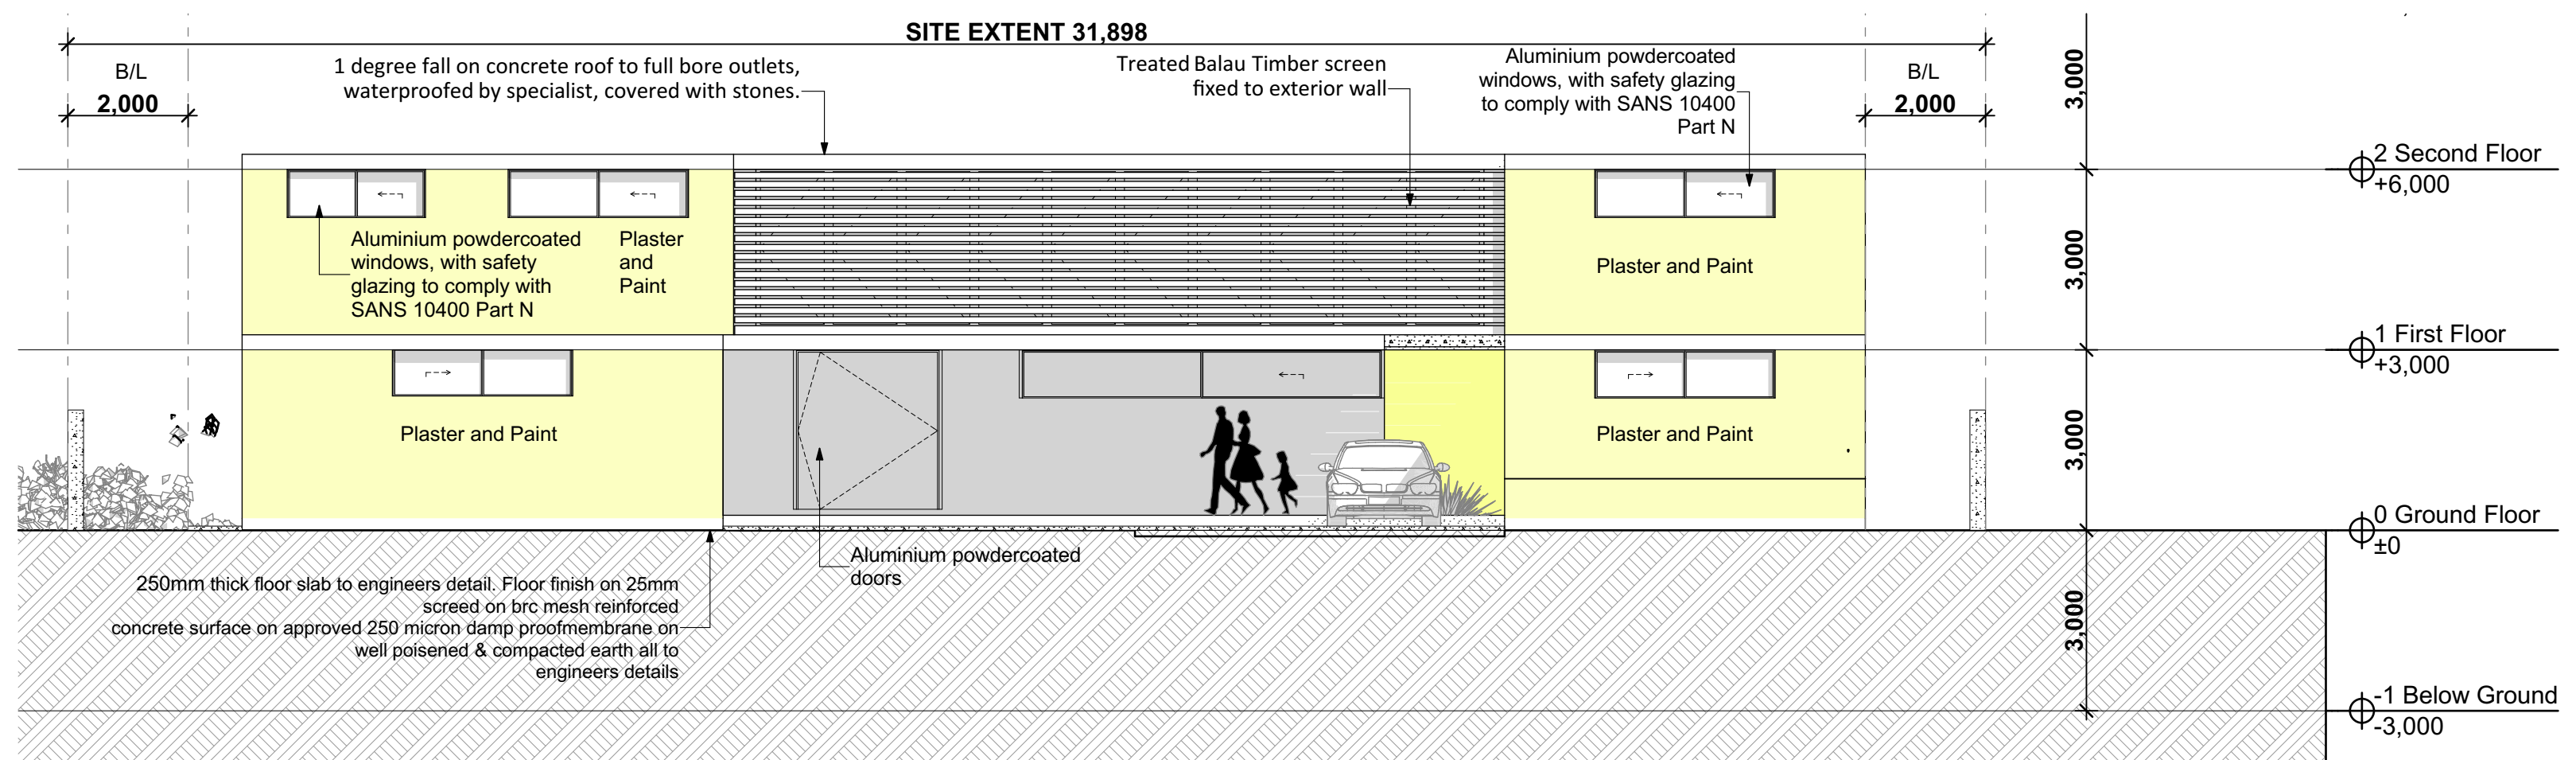 SITE EXTENT 31,898
B/L
2,000
1 degree fall on concrete roof to full bore outlets,
waterproofed by specialist, covered with stones.
Treated Balau Timber screen
fixed to exterior wall
Aluminium powdercoated
windows, with safety glazing
to comply with SANS 10400
Part N
B/L
2,000
3,000
2 Second Floor
+6,000
Aluminium powdercoated
windows, with safety
glazing to comply with
SANS 10400 Part N
Plaster
and
Paint
Plaster and Paint
3,000
1 First Floor
+3,000
Plaster and Paint
Plaster and Paint
3,000
0 Ground Floor
±0
Aluminium powdercoated
doors
250mm thick floor slab to engineers detail. Floor finish on 25mm
screed on brc mesh reinforced
concrete surface on approved 250 micron damp proofmembrane on
well poisened & compacted earth all to
engineers details
3,000
-1 Below Ground
-3,000